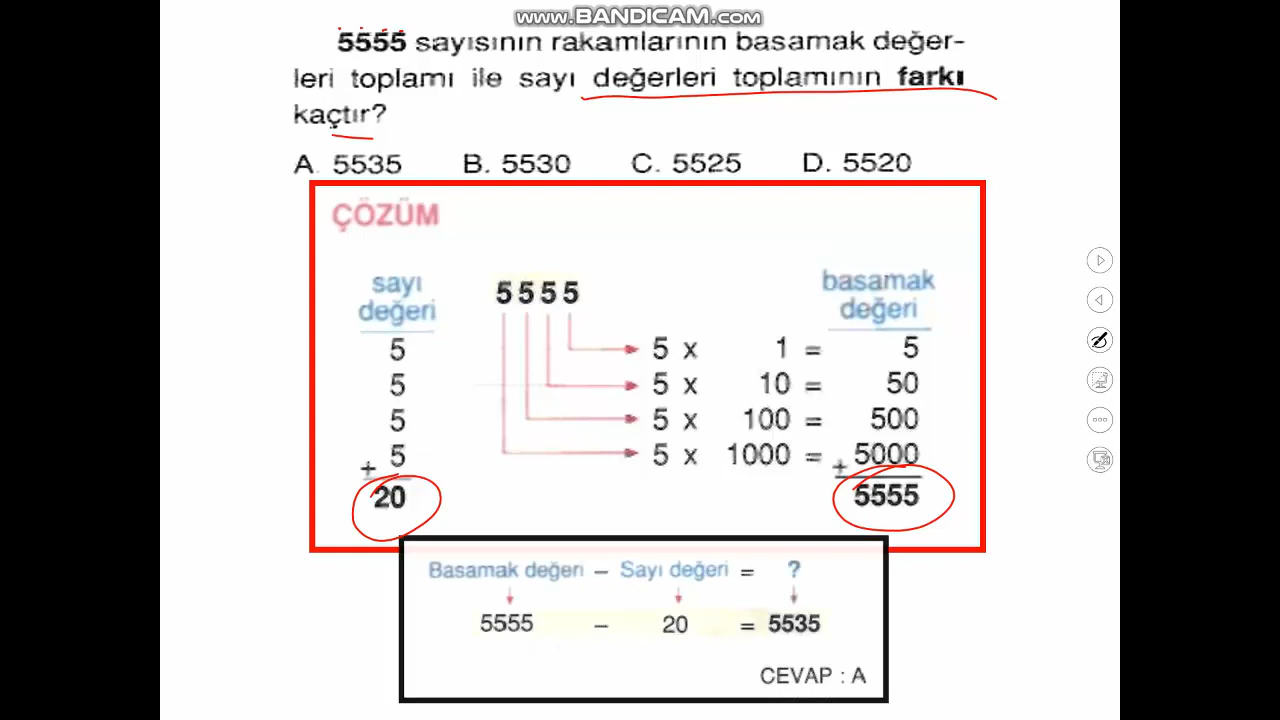 www.BANDICAM.com
5555 sayısının rakamlarının basamak değer-
leri toplamı ile sayı değerleri toplamının farkı
kaçtır?
A. 5535 B. 5530 C. 5525 D. 5520
ÇÖZÜM
sayı
değeri
5
5
5
+ 5
20
5555
basamak
değeri
5 x 1 = 5
5 x 10 = 50
5 x 100 = 500
5 x 1000 = + 5000
5555
Basamak değeri – Sayı değeri = ?
5555 – 20 = 5535
CEVAP : A